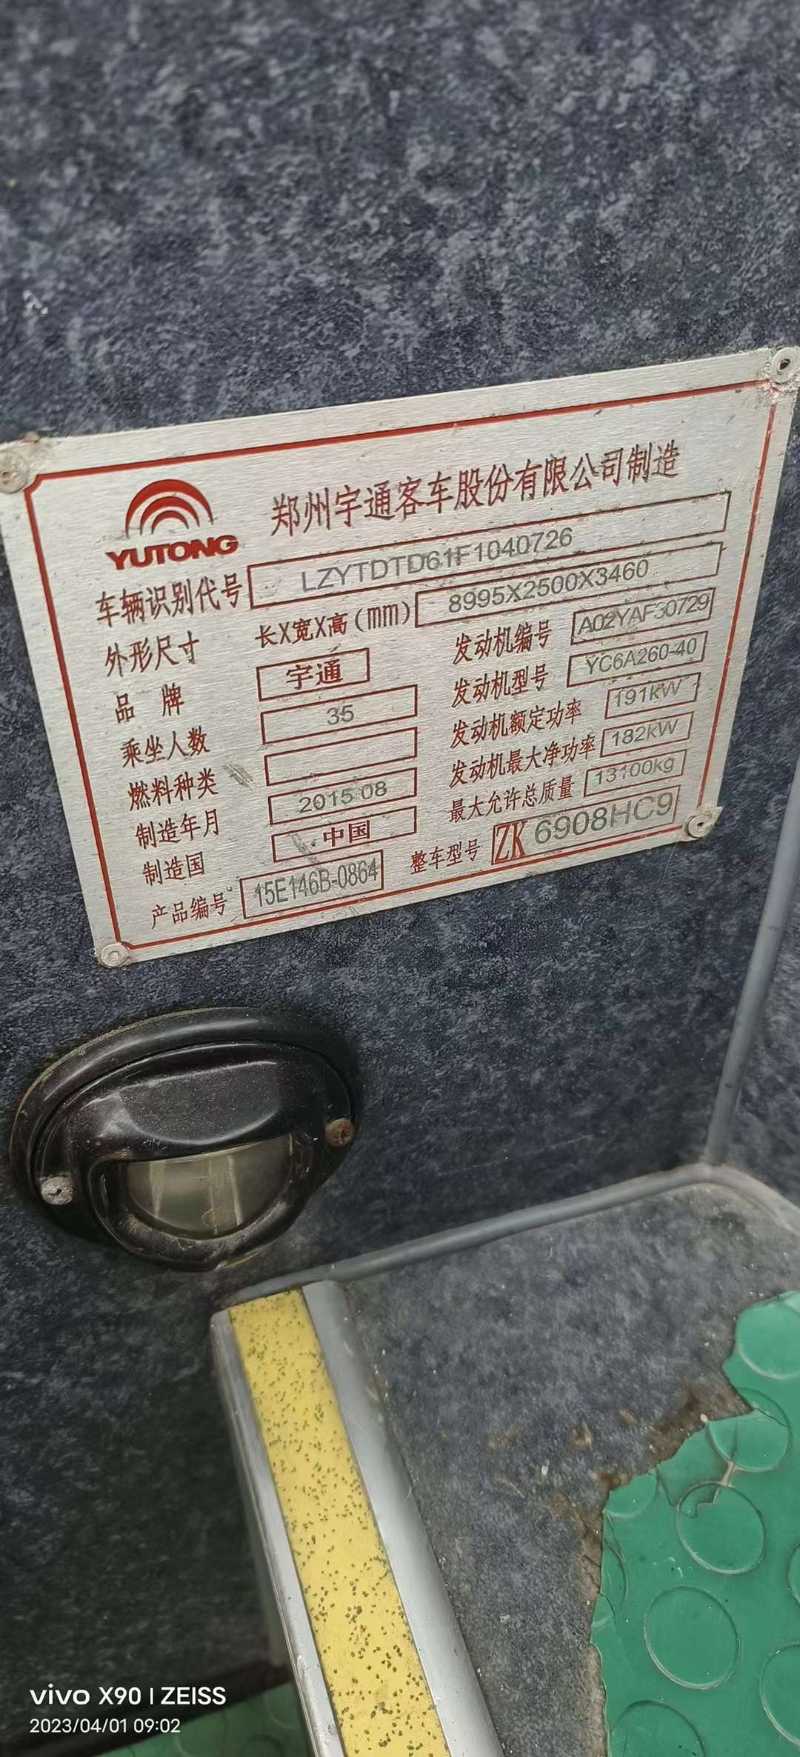 YUTONG
郑州宇通客车股份有限公司制造
车辆识别代号 LZYTDTD61F1040726
外形尺寸 长X宽X高(mm) 8995X2500X3460
品牌 宇通 发动机编号 A02YAF30729
乘坐人数 35 发动机型号 YC6A260-40
燃料种类 发动机额定功率 191kW
制造年月 2015 08 发动机最大净功率 182kW
制造国 中国 最大允许总质量 13100kg
产品编号 15E146B-0864 整车型号 ZK 6908HC9
vivo X90 | ZEISS
2023/04/01 09:02